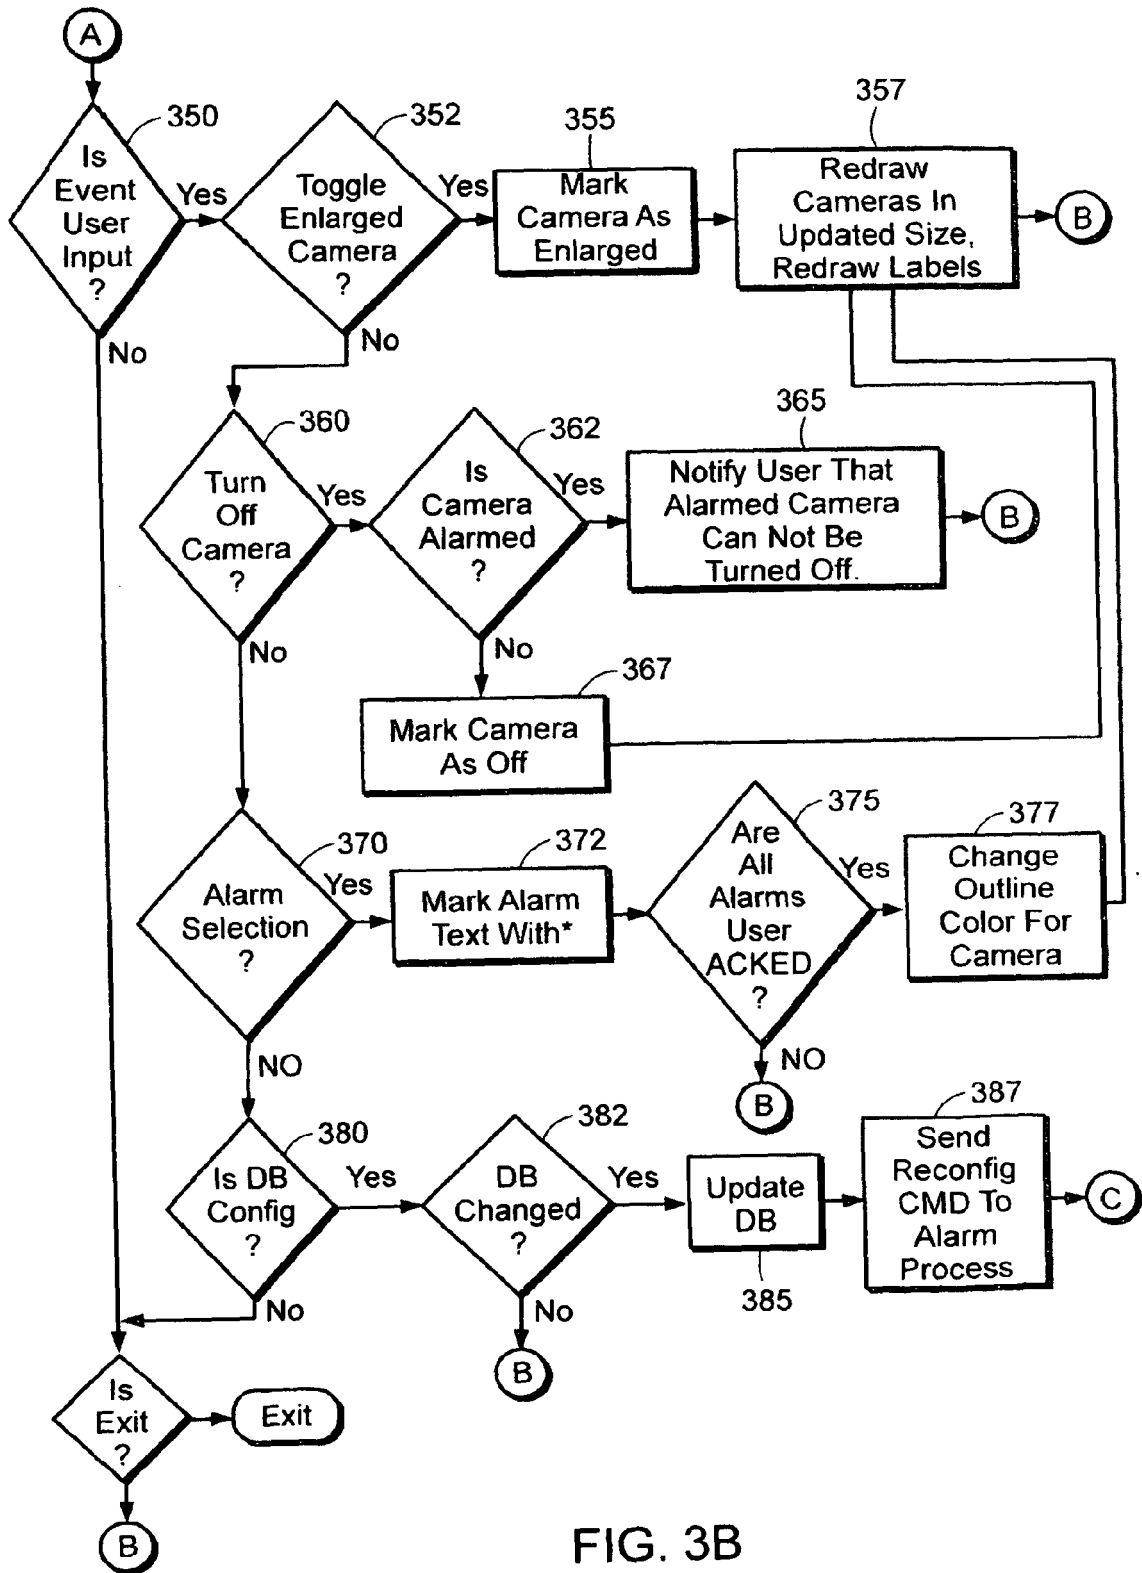 A
350
Is
Event
User
Input
?
Yes
No
352
Toggle
Enlarged
Camera
?
Yes
No
355
Mark
Camera As
Enlarged
357
Redraw
Cameras In
Updated Size,
Redraw Labels
B
360
Turn
Off
Camera
?
Yes
No
362
Is
Camera
Alarmed
?
Yes
No
365
Notify User That
Alarmed Camera
Can Not Be
Turned Off.
B
367
Mark Camera
As Off
370
Alarm
Selection
?
Yes
NO
372
Mark Alarm
Text With*
375
Are
All
Alarms
User
ACKED
?
Yes
NO
B
377
Change
Outline
Color For
Camera
380
Is DB
Config
?
Yes
No
382
DB
Changed
?
Yes
No
B
Update
DB
385
387
Send
Reconfig
CMD To
Alarm
Process
C
Is
Exit
?
Exit
B
FIG. 3B